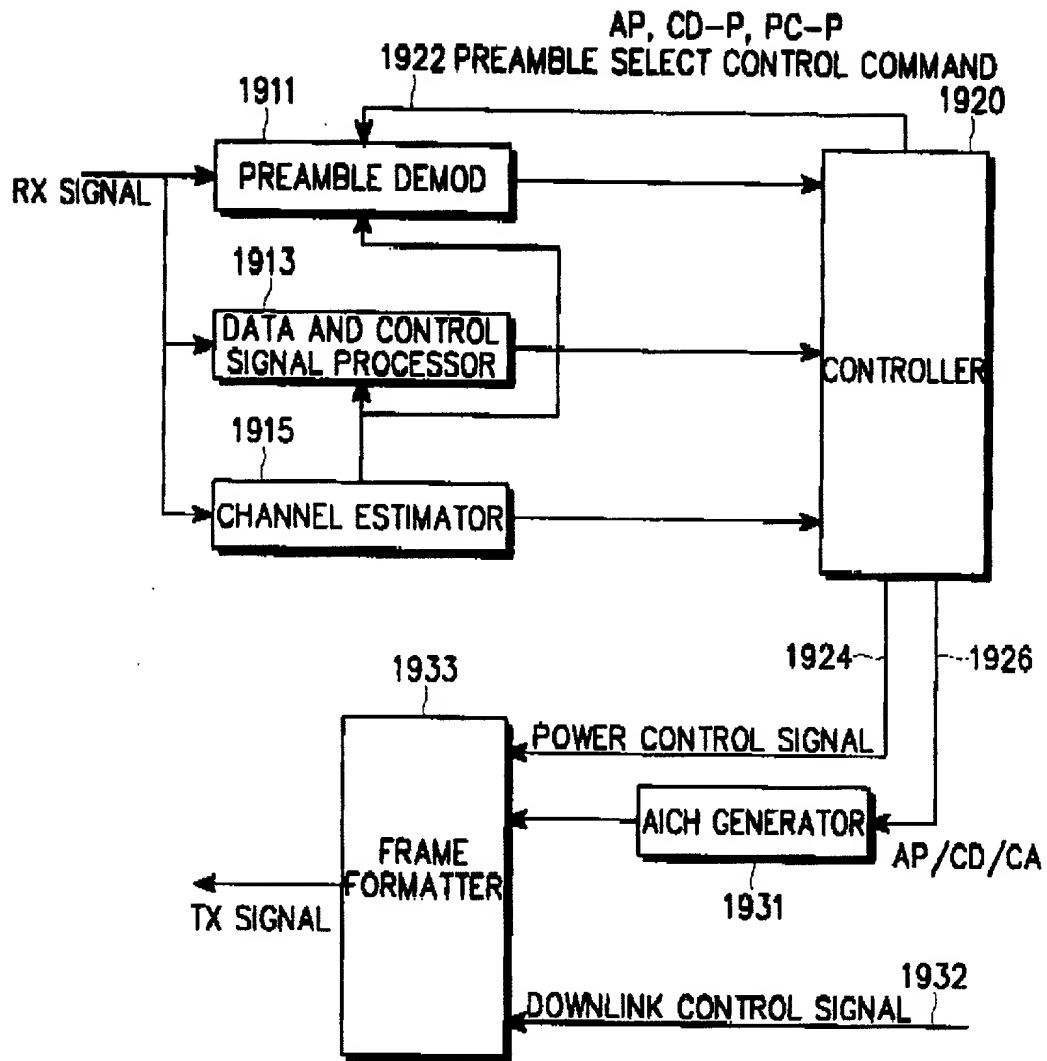 AP, CD-P, PC-P
1922 PREAMBLE SELECT CONTROL COMMAND
1911
1920
PREAMBLE DEMOD
RX SIGNAL
1913
DATA AND CONTROL
SIGNAL PROCESSOR
CONTROLLER
1915
CHANNEL ESTIMATOR
1924
1926
1933
POWER CONTROL SIGNAL
AICH GENERATOR
AP/CD/CA
FRAME
FORMATTER
1931
TX SIGNAL
1932
DOWNLINK CONTROL SIGNAL